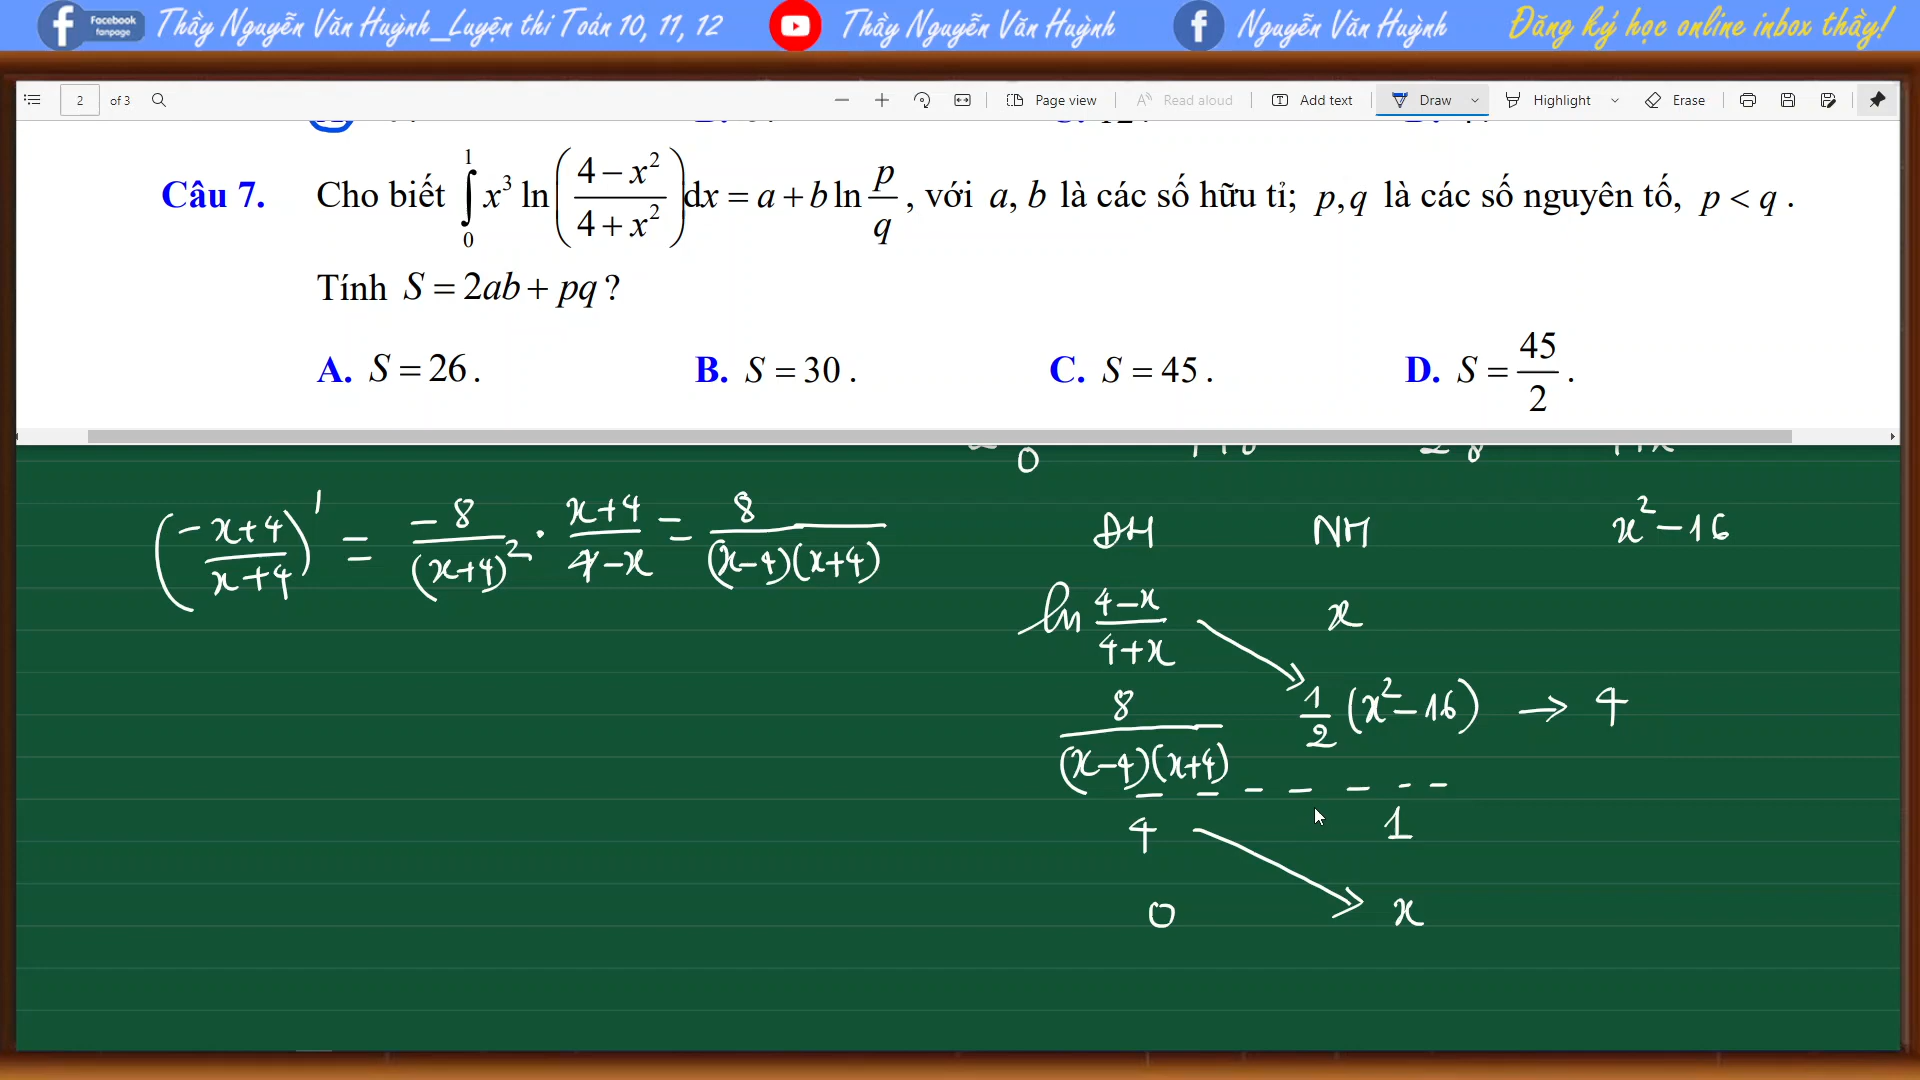 Facebook fanpage Thầy Nguyễn Văn Huỳnh_Luyện thi Toán 10, 11, 12 Thầy Nguyễn Văn Huỳnh Nguyễn Văn Huỳnh Đăng ký học online inbox thầy!
2 of 3 Page view Read aloud Add text Draw Highlight Erase
Câu 7. Cho biết ∫₀¹ x³ ln((4 − x²)/(4 + x²)) dx = a + b ln p/q, với a, b là các số hữu tỉ; p, q là các số nguyên tố, p < q.
Tính S = 2ab + pq ?
A. S = 26. B. S = 30. C. S = 45. D. S = 45/2.
((−x+4)/(x+4))' = −8/(x+4)² · (x+4)/(4−x) = 8/((x−4)(x+4))
ĐH NH x²−16
ln (4−x)/(4+x) x
8/((x−4)(x+4)) 1/2 (x²−16) → 4
4 1
0 x